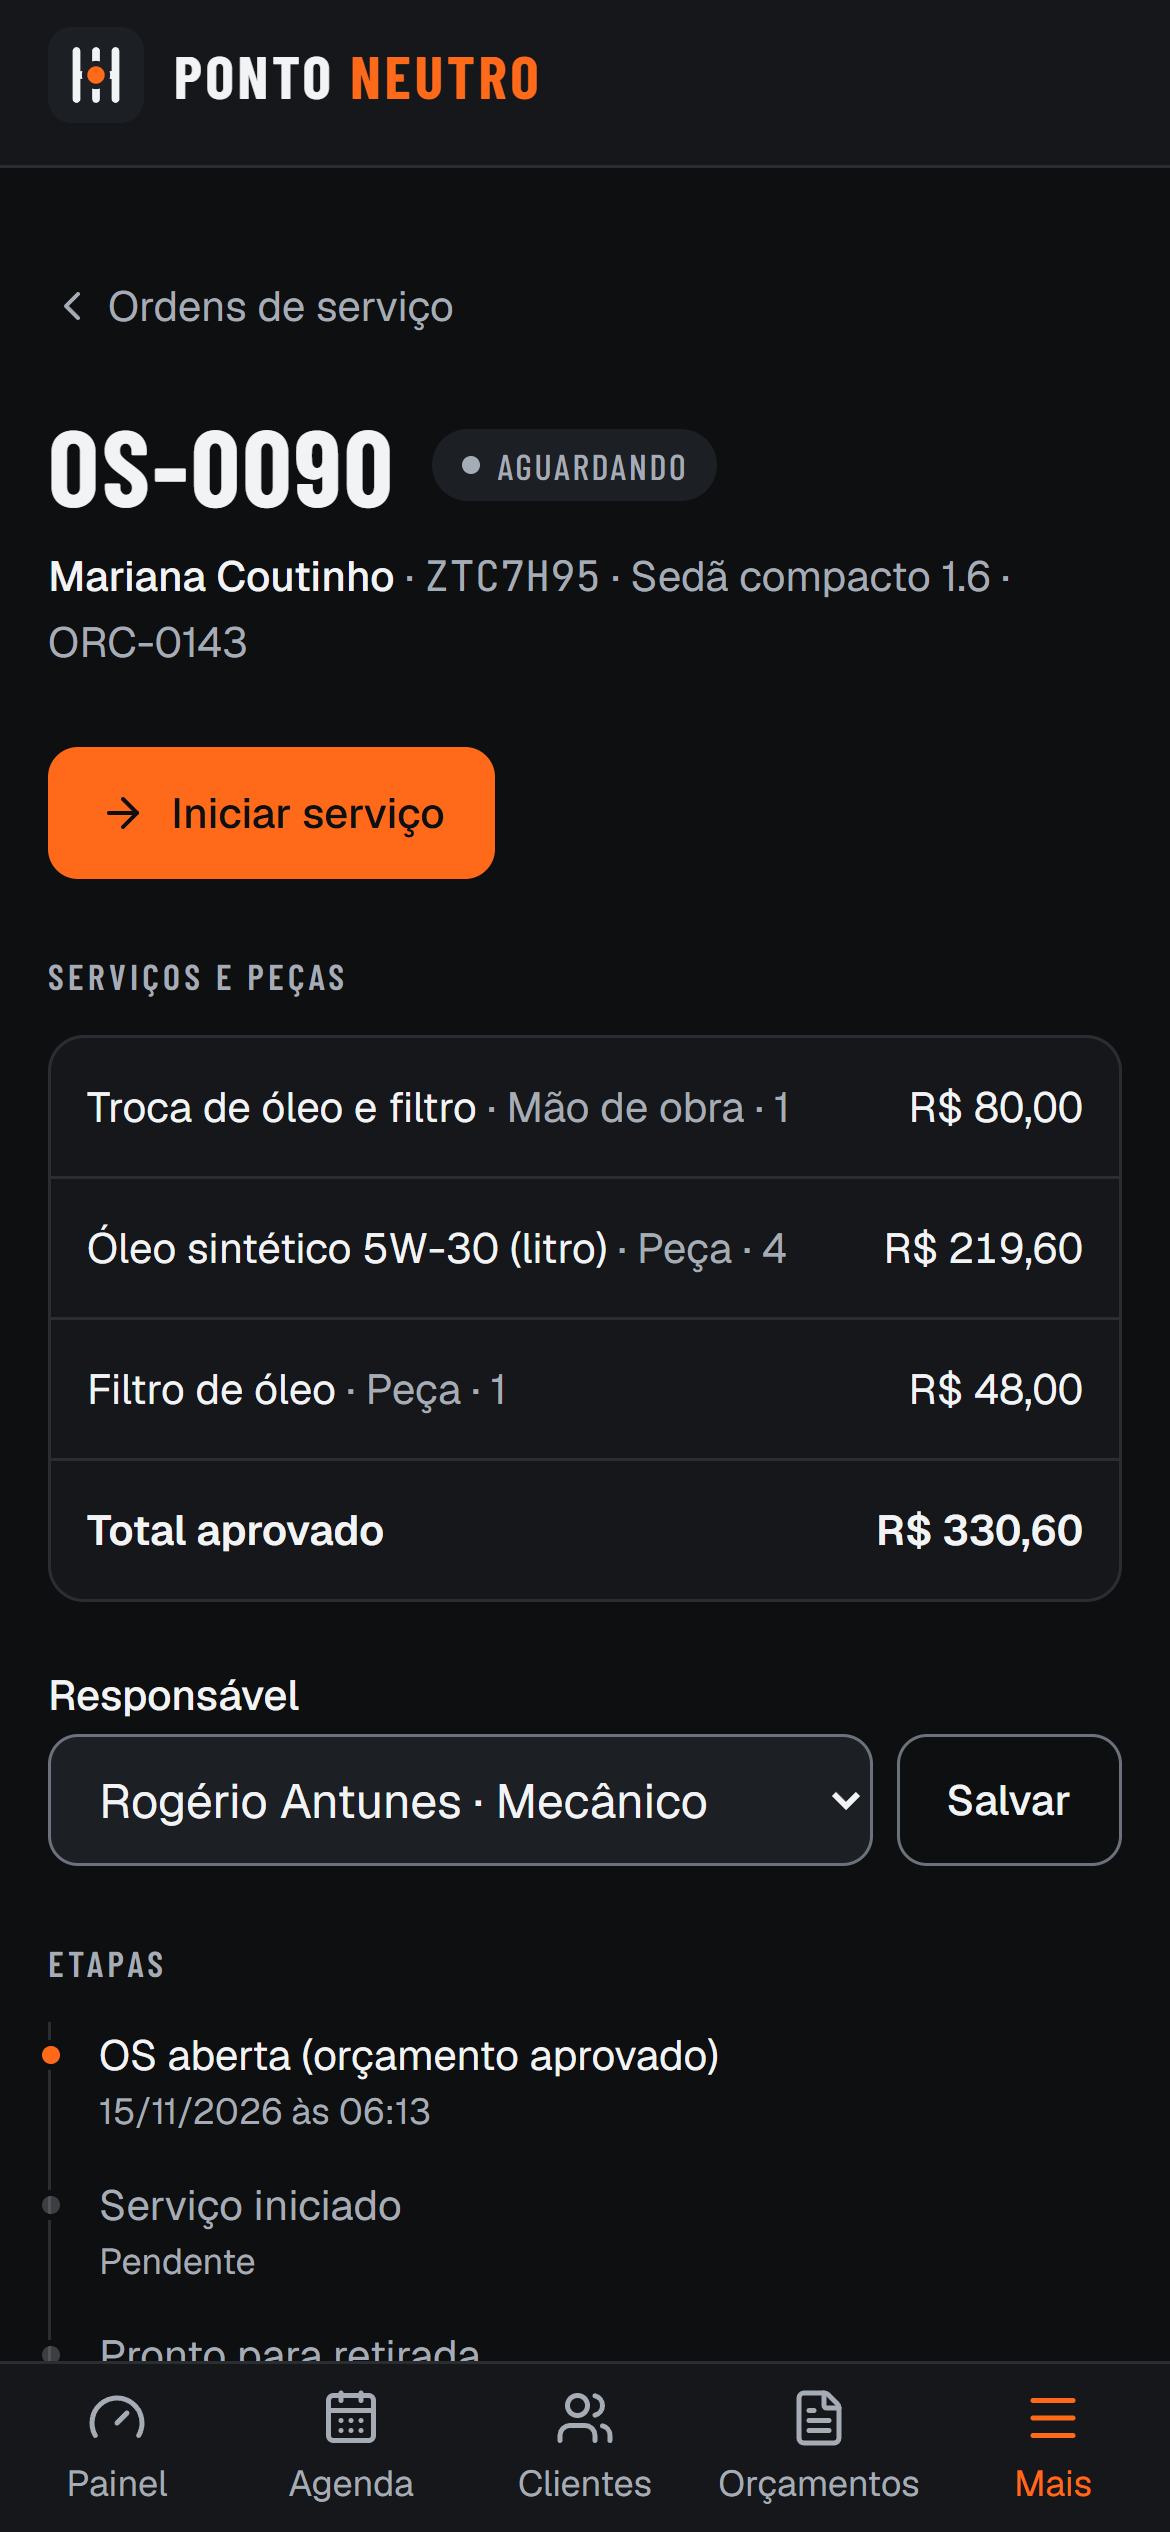 PONTO NEUTRO
Ordens de serviço
OS-0090
AGUARDANDO
Mariana Coutinho · ZTC7H95 · Sedã compacto 1.6 ·
ORC-0143
Iniciar serviço
SERVIÇOS E PEÇAS
Troca de óleo e filtro · Mão de obra · 1 R$ 80,00
Óleo sintético 5W-30 (litro) · Peça · 4 R$ 219,60
Filtro de óleo · Peça · 1 R$ 48,00
Total aprovado R$ 330,60
Responsável
Rogério Antunes · Mecânico
Salvar
ETAPAS
OS aberta (orçamento aprovado)
15/11/2026 às 06:13
Serviço iniciado
Pendente
Pronto para retirada
Painel Agenda Clientes Orçamentos Mais